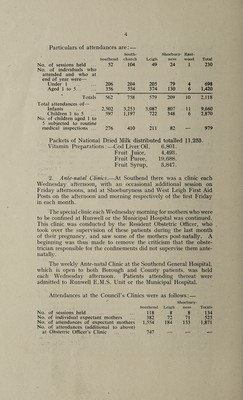 4
Particulars of attendances are :—
South- Shoebury- East-
Southend church Leigh ness wood Total
No. of sessions held 52 104 49 24 1 230
No. of individuals who
attended and who at
end of year were—
Under 1 206 204 205 79 4 698
Aged 1 to 5 356 554 374 130 6 1,420
Totals 562 758 579 209 10 2,118
Total attendances of—
Infants 2,502 3,253 3,087 807 11 9,660
Children 1 to 5 597 1,197 722 348 6 2,870
No. of children aged 1 to
5 subjected to routine
medical inspections 276 410 211 82 — 979
Packets of National Dried Milk distributed totalled 11,330.
Vitamin Preparations—Cod Liver Oil, 6,801.
Fruit Juice, 4,493.
Fruit Puree, 19,688.
Fruit Syrup, 3,847.
2. Ante-natal Clinics.—At Southend there was a clinic each
Wednesday afternoon, with an occasional additional session on
Friday afternoons, and at Shoeburyness and West Leigh First Aid
Posts on the afternoon and morning respectively of the first Friday
in each month.
The special clinic each Wednesday morning for mothers who were
to be confined at Runwell or the Municipal Hospital was continued.
This clinic was conducted by the Resident Obstetric Officer, who
took over the supervision of these patients during the last month
of their pregnancy, and saw some of the mothers post-natally. A
beginning was thus made to remove the criticism that the obste-
trician responsible for the confinements did not supervise them ante-
natally.
The weekly Ante-natal Clinic at the Southend General Hospital,
which is open to both Borough and County patients, was held
each Wednesday afternoon. Patients attending thereat were
admitted to Runwell E.M.S. Unit or the Municipal Hospital.
Attendances at the Council's Clinics were as follows :—
Shoebury-
Southend Leigh ness Totals
No. of sessions held 118 8 8 134
No. of individual expectant mothers 382 72 71 525
No. of attendances of expectant mothers 1,554 184 133 1,871
No. of attendances (additional to above)
at Obstetric Officer's Clinic 747 — —